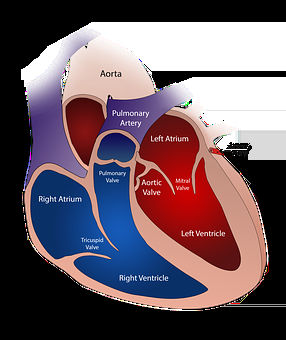 Aorta
Pulmonary
Artery
Left Atrium
Pulmonary
Valve
Aortic
Valve
Mitral
Valve
Right Atrium
Left Ventricle
Tricuspid
Valve
Right Ventricle